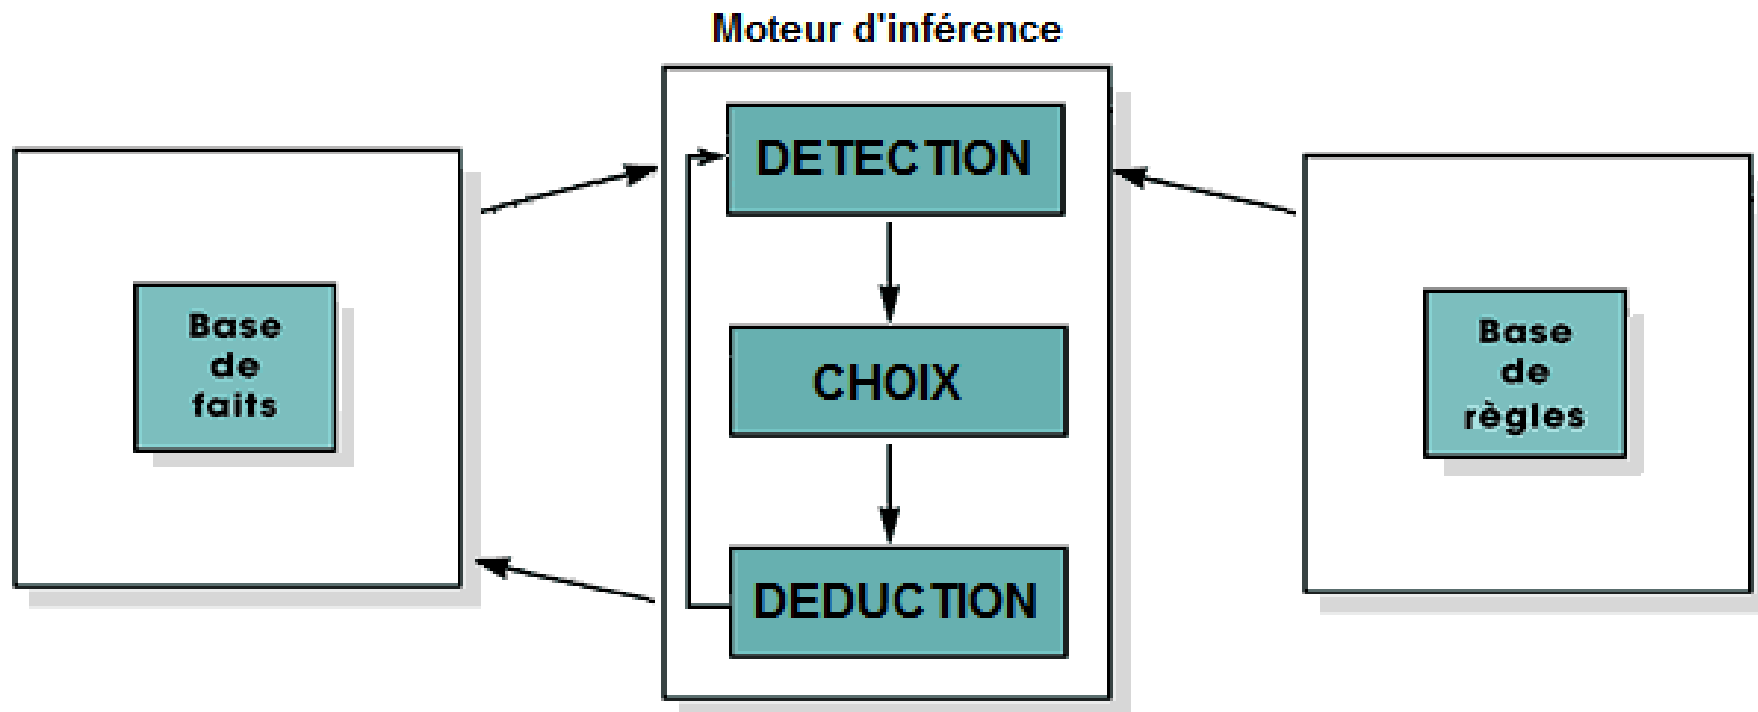 Moteur d'inférence
DETECTION
CHOIX
DEDUCTION
Base
de
faits
Base
de
règles